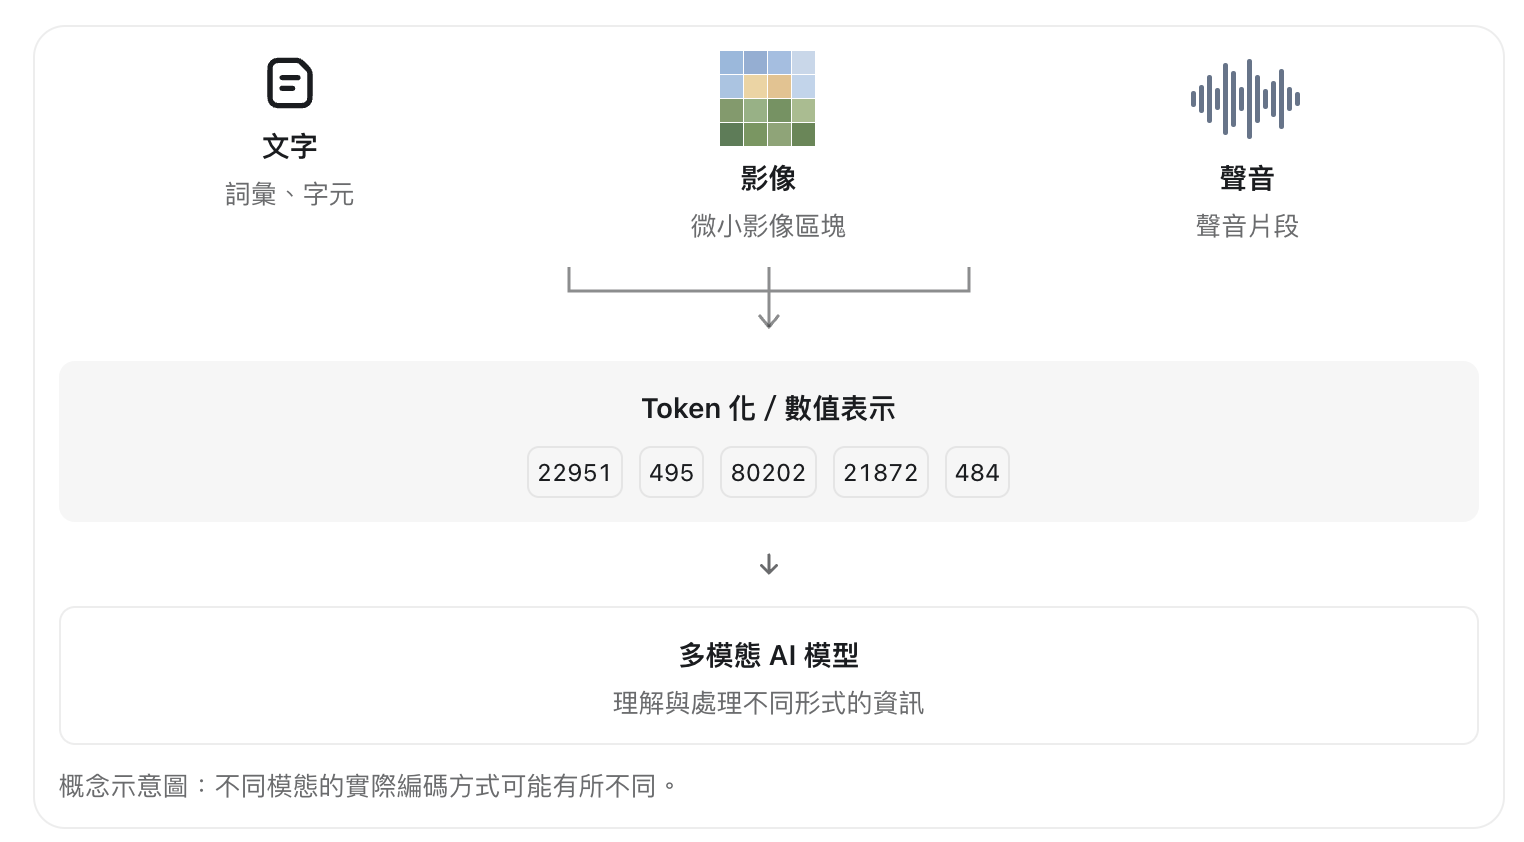 文字
詞彙、字元
影像
微小影像區塊
聲音
聲音片段
Token 化 / 數值表示
22951 495 80202 21872 484
多模態 AI 模型
理解與處理不同形式的資訊
概念示意圖：不同模態的實際編碼方式可能有所不同。